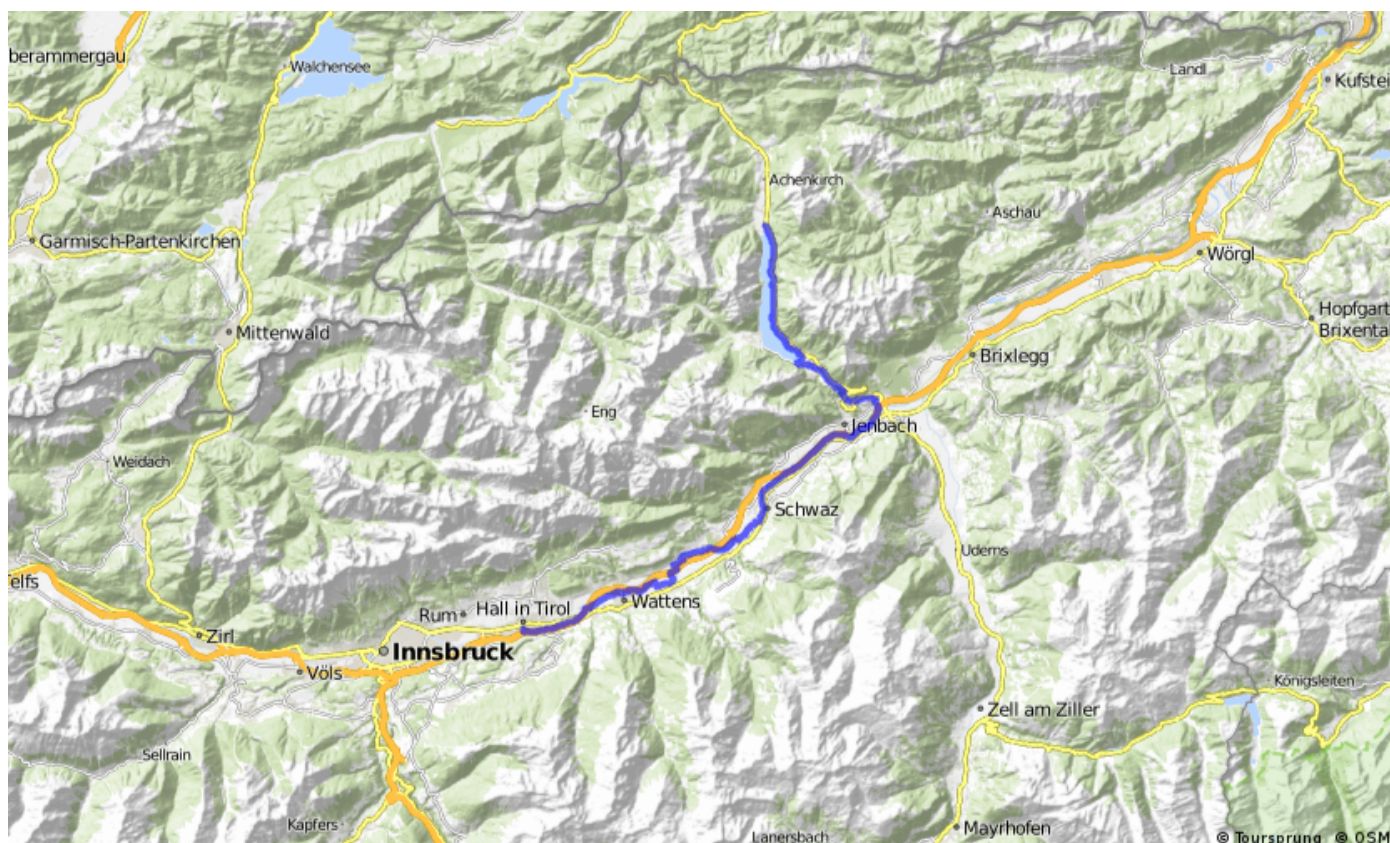 berammergau
Walchensee
Landl
Kufstei
Achenkirch
Aschau
Garmisch-Partenkirchen
Wörgl
Mittenwald
Hopfgart
Brixenta
Brixlegg
Eng
Jenbach
Weidach
Schwaz
Uderns
elfs
Rum
Hall in Tirol
Wattens
Zirl
Innsbruck
Völs
Königsleiten
Zell am Ziller
Sellrain
Kapfers
Mayrhofen
Lanersbach
© Toursprung © OSM